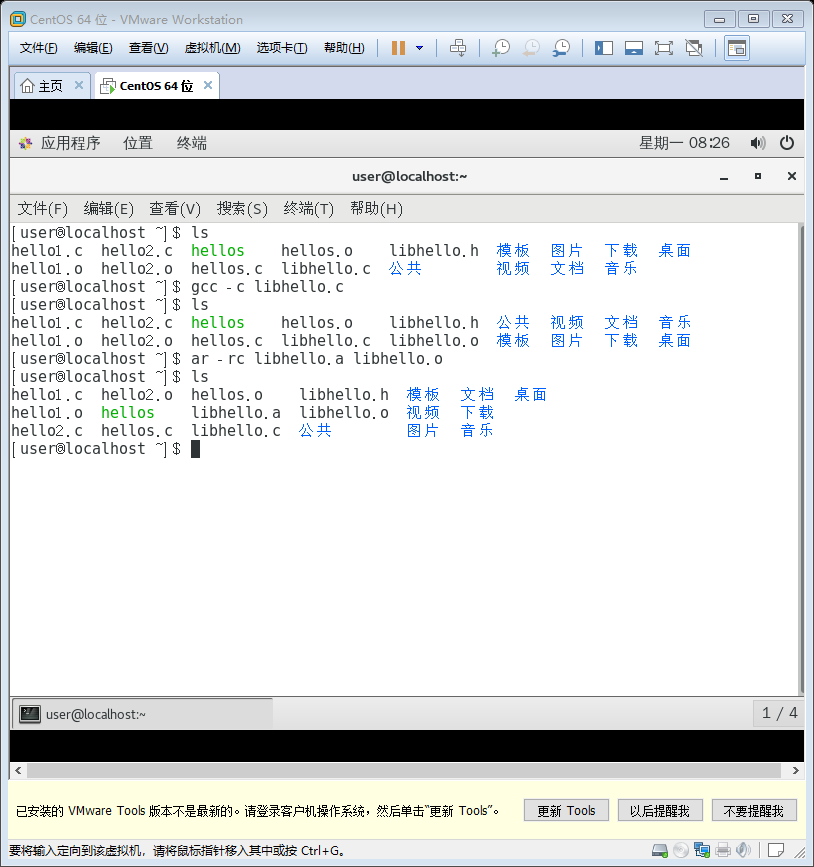 CentOS 64 位 - VMware Workstation
文件(F) 编辑(E) 查看(V) 虚拟机(M) 选项卡(T) 帮助(H)
主页 CentOS 64 位
应用程序 位置 终端 星期一 08:26
user@localhost:~
文件(F) 编辑(E) 查看(V) 搜索(S) 终端(T) 帮助(H)
[user@localhost ~]$ ls
hello1.c hello2.c hellos hellos.o libhello.h 模板 图片 下载 桌面
hello1.o hello2.o hellos.c libhello.c 公共 视频 文档 音乐
[user@localhost ~]$ gcc -c libhello.c
[user@localhost ~]$ ls
hello1.c hello2.c hellos hellos.o libhello.h 公共 视频 文档 音乐
hello1.o hello2.o hellos.c libhello.c libhello.o 模板 图片 下载 桌面
[user@localhost ~]$ ar -rc libhello.a libhello.o
[user@localhost ~]$ ls
hello1.c hello2.o hellos.o libhello.h 模板 文档 桌面
hello1.o hellos libhello.a libhello.o 视频 下载
hello2.c hellos.c libhello.c 公共 图片 音乐
[user@localhost ~]$
user@localhost:~ 1 / 4
已安装的 VMware Tools 版本不是最新的。请登录客户机操作系统，然后单击“更新 Tools”。 更新 Tools 以后提醒我 不要提醒我
要将输入定向到该虚拟机，请将鼠标指针移入其中或按 Ctrl+G。